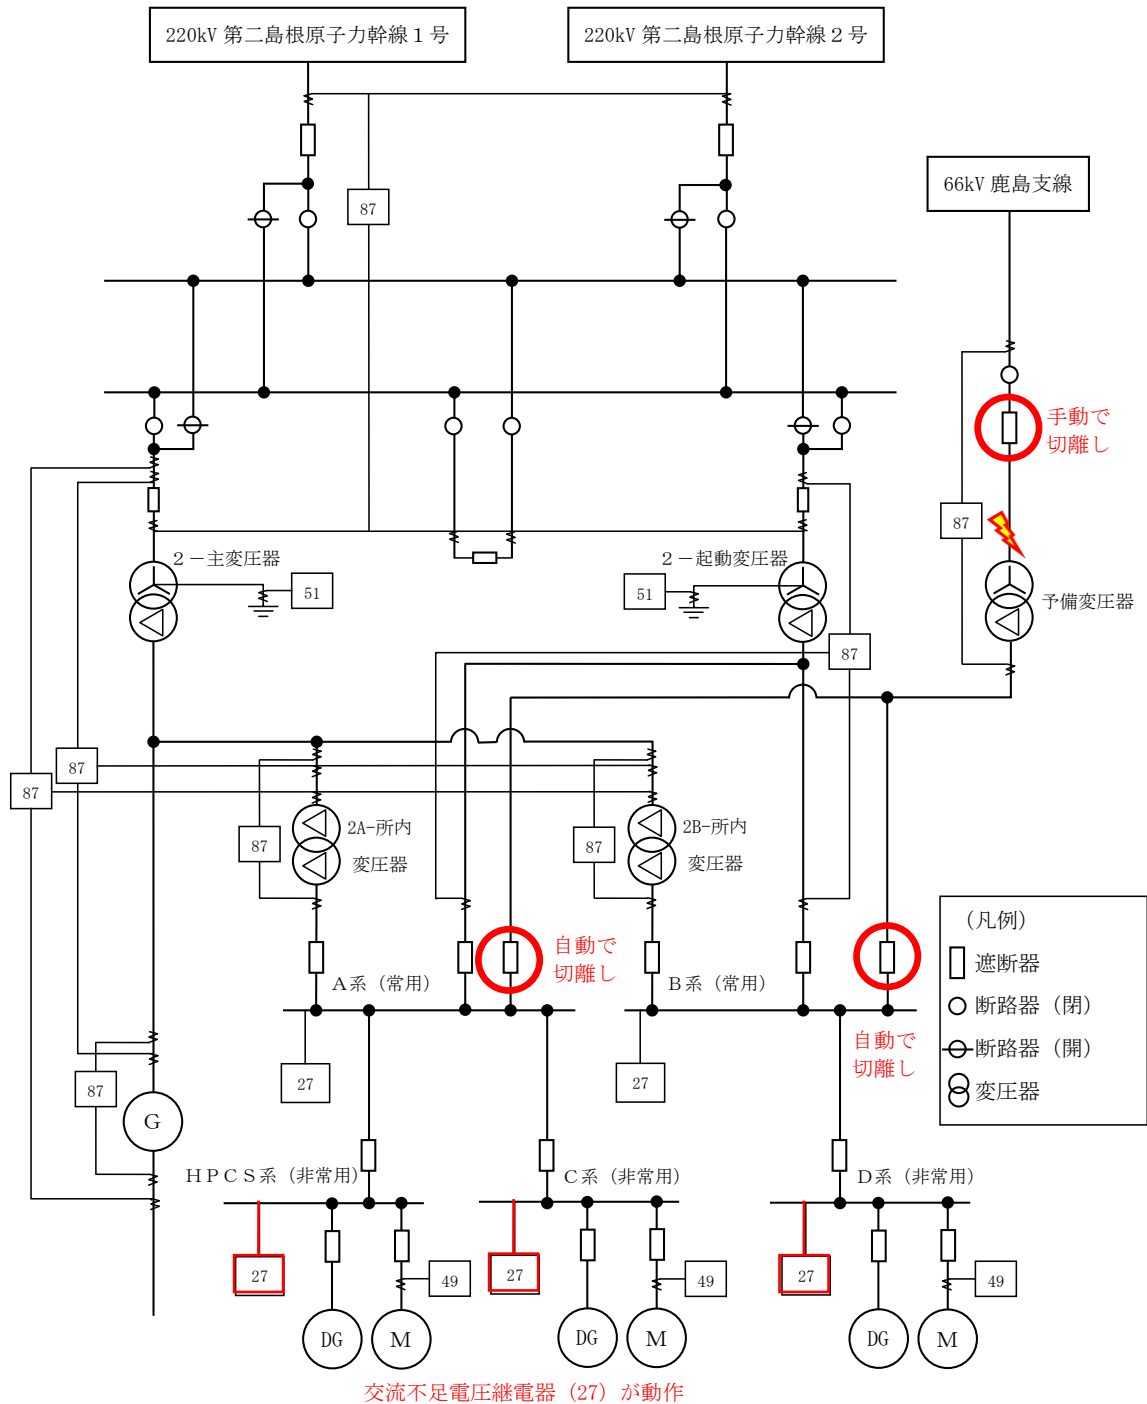 220kV 第二島根原子力幹線１号
220kV 第二島根原子力幹線２号
66kV 鹿島支線
87
手動で
切離し
87
２－主変圧器
２－起動変圧器
51
51
予備変圧器
87
87
87
2A-所内
変圧器
87
2B-所内
変圧器
87
（凡例）
遮断器
断路器（閉）
断路器（開）
変圧器
自動で
切離し
Ａ系（常用）
Ｂ系（常用）
自動で
切離し
27
27
87
G
ＨＰＣＳ系（非常用）
Ｃ系（非常用）
Ｄ系（非常用）
27
49
27
49
27
49
DG
M
DG
M
DG
M
交流不足電圧継電器（27）が動作